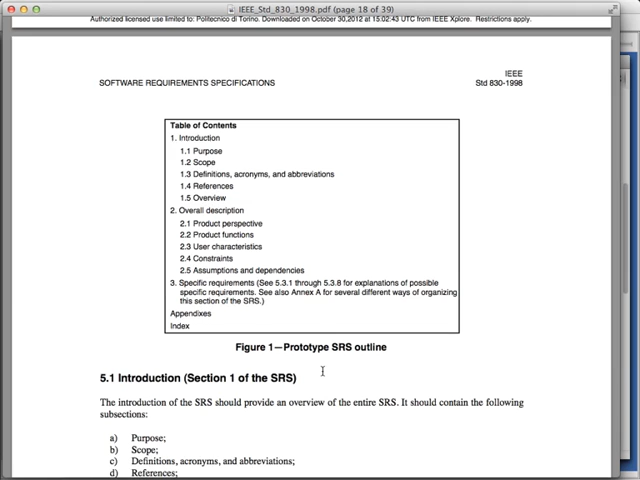 IEEE_Std_830_1998.pdf (page 18 of 39)
Authorized licensed use limited to: Politecnico di Torino. Downloaded on October 30,2012 at 15:02:43 UTC from IEEE Xplore. Restrictions apply.
IEEE
SOFTWARE REQUIREMENTS SPECIFICATIONS Std 830-1998
Table of Contents
1. Introduction
1.1 Purpose
1.2 Scope
1.3 Definitions, acronyms, and abbreviations
1.4 References
1.5 Overview
2. Overall description
2.1 Product perspective
2.2 Product functions
2.3 User characteristics
2.4 Constraints
2.5 Assumptions and dependencies
3. Specific requirements (See 5.3.1 through 5.3.8 for explanations of possible
specific requirements. See also Annex A for several different ways of organizing
this section of the SRS.)
Appendixes
Index
Figure 1—Prototype SRS outline
5.1 Introduction (Section 1 of the SRS)
The introduction of the SRS should provide an overview of the entire SRS. It should contain the following
subsections:
a) Purpose;
b) Scope;
c) Definitions, acronyms, and abbreviations;
d) References;